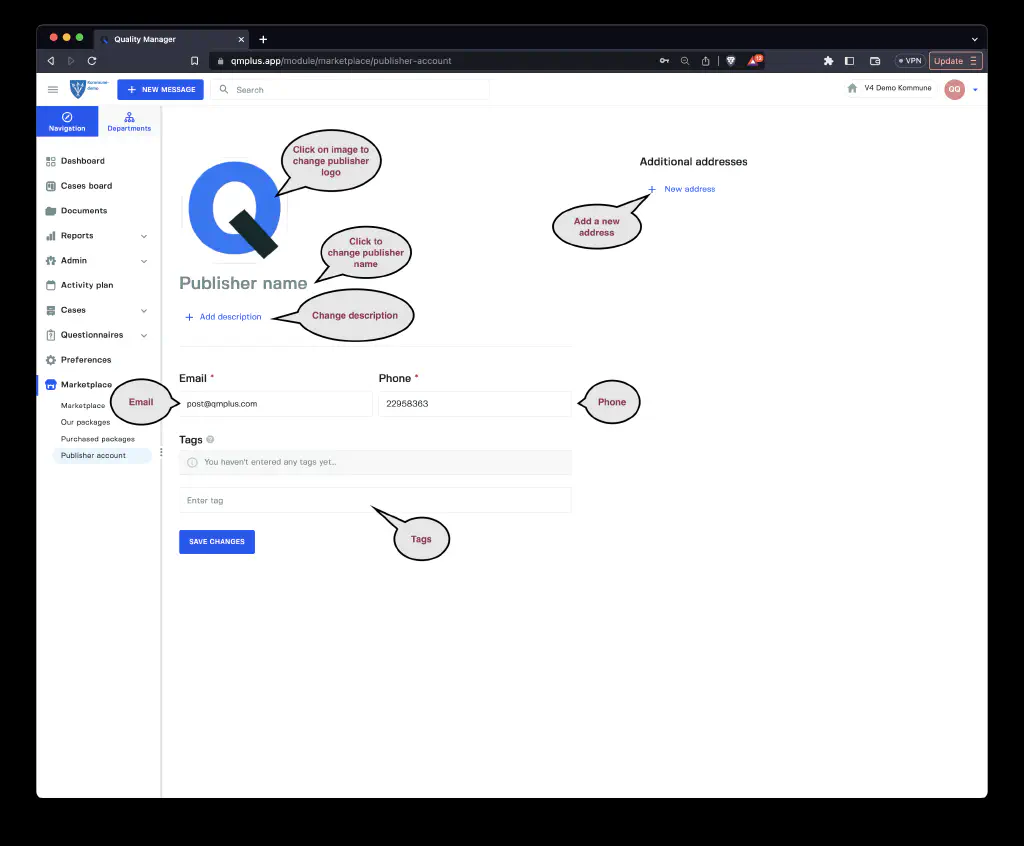 Quality Manager
qmplus.app/module/marketplace/publisher-account
VPN
Update
Kommune
demo
NEW MESSAGE
Search
V4 Demo Kommune
QQ
Navigation
Departments
Dashboard
Cases board
Documents
Reports
Admin
Activity plan
Cases
Questionnaires
Preferences
Marketplace
Marketplace
Our packages
Purchased packages
Publisher account
Click on image to
change publisher
logo
Click to
change publisher
name
Publisher name
+ Add description
Change description
Additional addresses
+ New address
Add a new
address
Email *
Phone *
Email
post@qmplus.com
22958363
Phone
Tags
You haven't entered any tags yet...
Enter tag
Tags
SAVE CHANGES